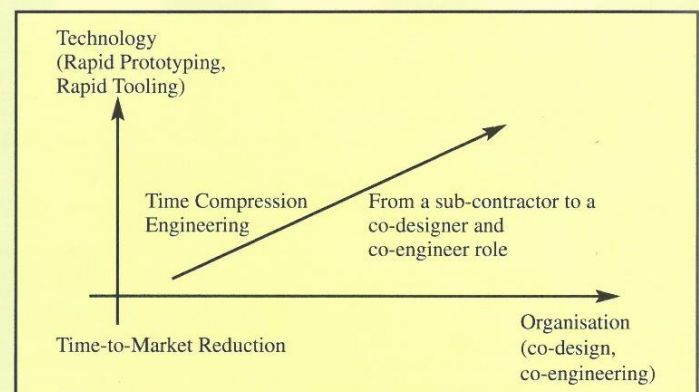 Technology
(Rapid Prototyping,
Rapid Tooling)
Time Compression
Engineering
From a sub-contractor to a
co-designer and
co-engineer role
Time-to-Market Reduction
Organisation
(co-design,
co-engineering)